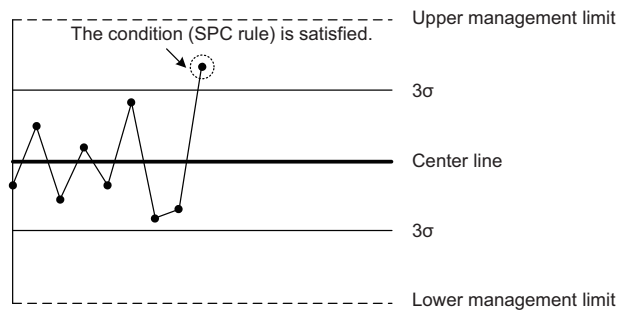 Upper management limit
The condition (SPC rule) is satisfied.
3σ
Center line
3σ
Lower management limit